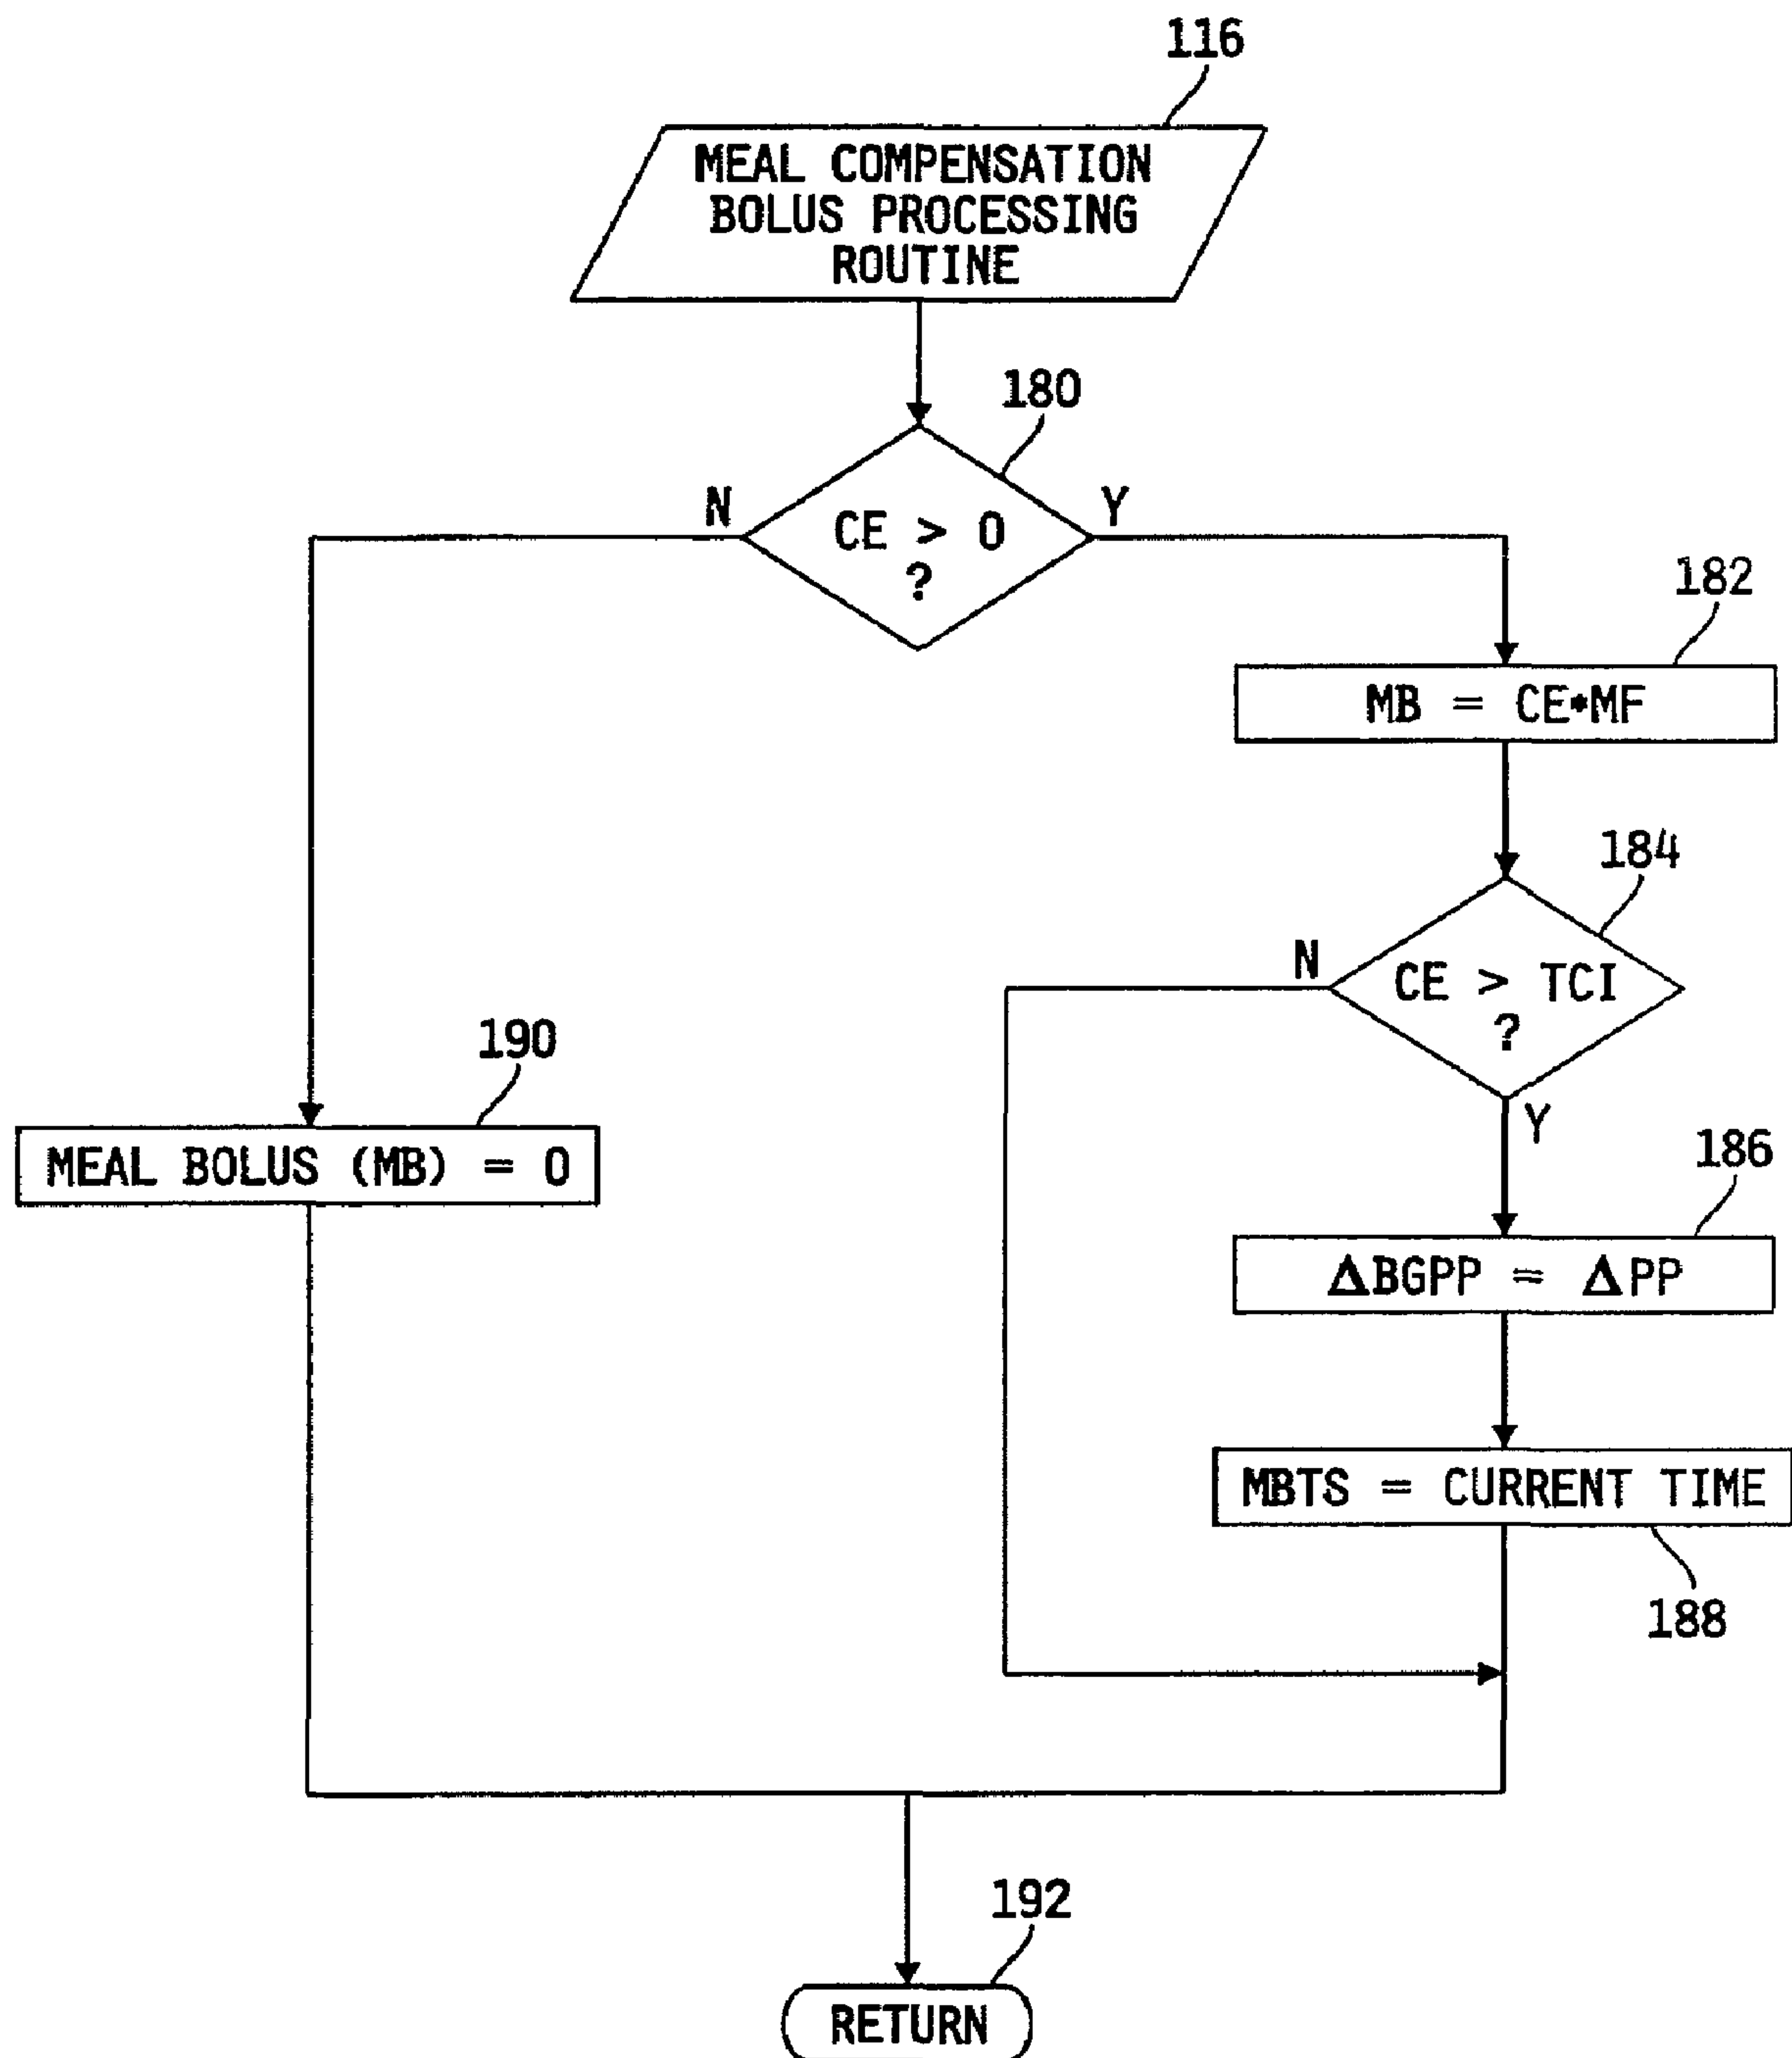 116
MEAL COMPENSATION
BOLUS PROCESSING
ROUTINE
180
N
Y
CE > 0
?
182
MB = CE*MF
184
N
CE > TCI
?
Y
190
MEAL BOLUS (MB) = 0
186
ΔBGPP = ΔPP
MBTS = CURRENT TIME
188
192
RETURN